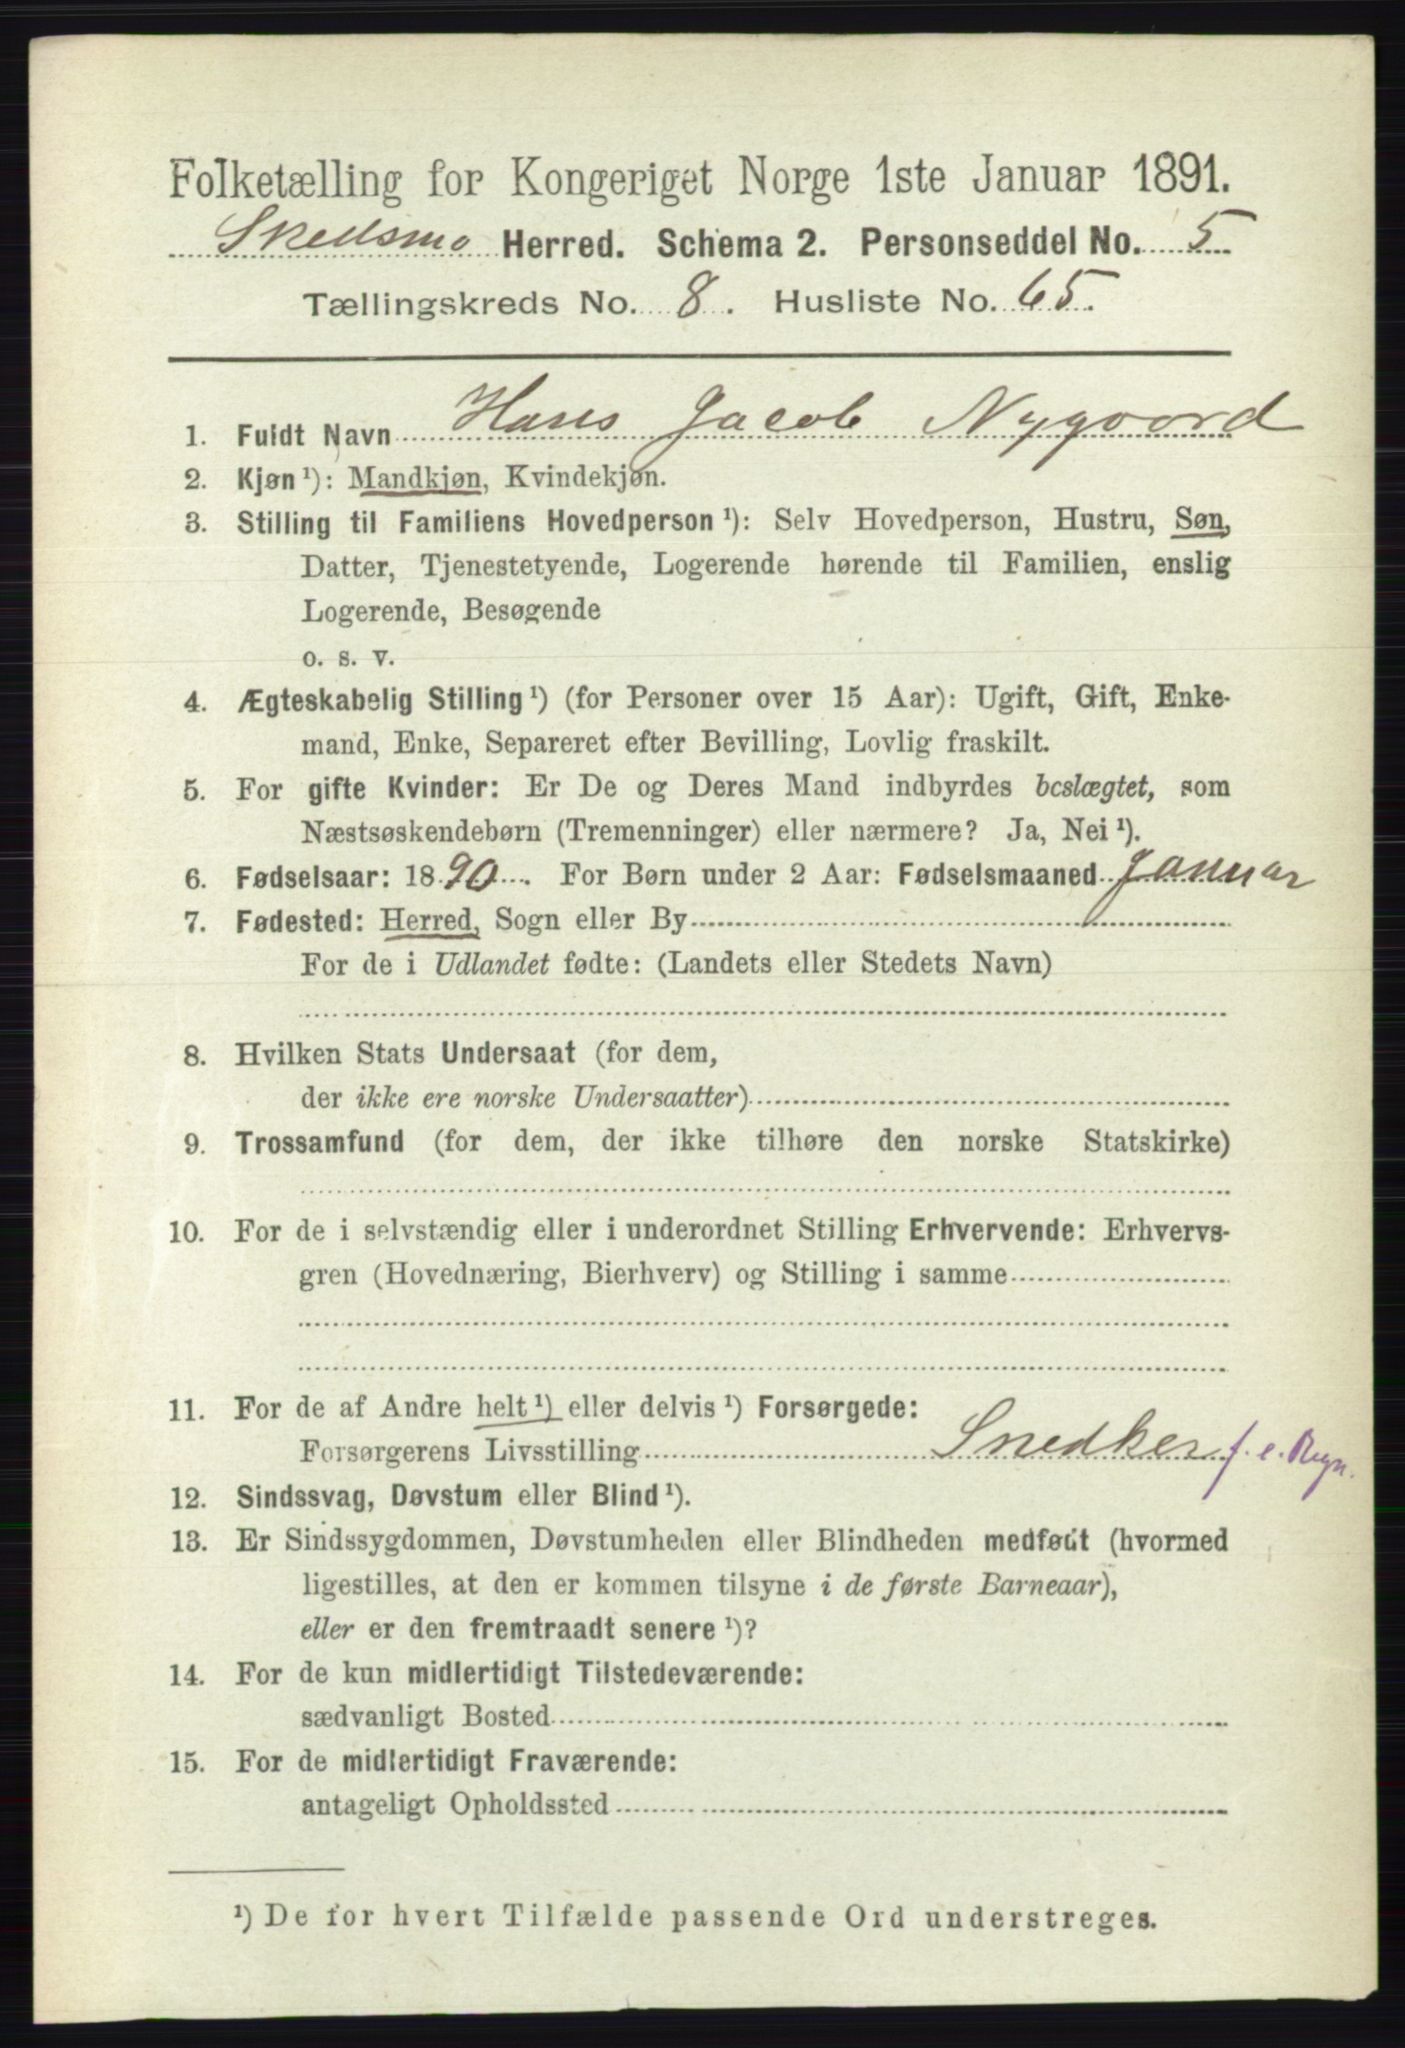 Folketælling for Kongeriget Norge 1ste Januar 1891.
Skedsmo Herred. Schema 2. Personseddel No. 5
Tællingskreds No. 8. Husliste No. 65.
1. Fuldt Navn Hans Jacob Nygaard
2. Kjøn ¹): Mandkjøn, Kvindekjøn.
3. Stilling til Familiens Hovedperson ¹): Selv Hovedperson, Hustru, Søn,
Datter, Tjenestetyende, Logerende hørende til Familien, enslig
Logerende, Besøgende
o. s. v.
4. Ægteskabelig Stilling ¹) (for Personer over 15 Aar): Ugift, Gift, Enke-
mand, Enke, Separeret efter Bevilling, Lovlig fraskilt.
5. For gifte Kvinder: Er De og Deres Mand indbyrdes beslægtet, som
Næstsøskendebørn (Tremenninger) eller nærmere? Ja, Nei ¹).
6. Fødselsaar: 1890. For Børn under 2 Aar: Fødselsmaaned Januar
7. Fødested: Herred, Sogn eller By
For de i Udlandet fødte: (Landets eller Stedets Navn)
8. Hvilken Stats Undersaat (for dem,
der ikke ere norske Undersaatter)
9. Trossamfund (for dem, der ikke tilhøre den norske Statskirke)
10. For de i selvstændig eller i underordnet Stilling Erhvervende: Erhvervs-
gren (Hovednæring, Bierhverv) og Stilling i samme
11. For de af Andre helt ¹) eller delvis ¹) Forsørgede:
Forsørgerens Livsstilling Snedker f. e. Regn.
12. Sindssvag, Døvstum eller Blind ¹).
13. Er Sindssygdommen, Døvstumheden eller Blindheden medfødt (hvormed
ligestilles, at den er kommen tilsyne i de første Barneaar),
eller er den fremtraadt senere ¹)?
14. For de kun midlertidigt Tilstedeværende:
sædvanligt Bosted
15. For de midlertidigt Fraværende:
antageligt Opholdssted
¹) De for hvert Tilfælde passende Ord understreges.